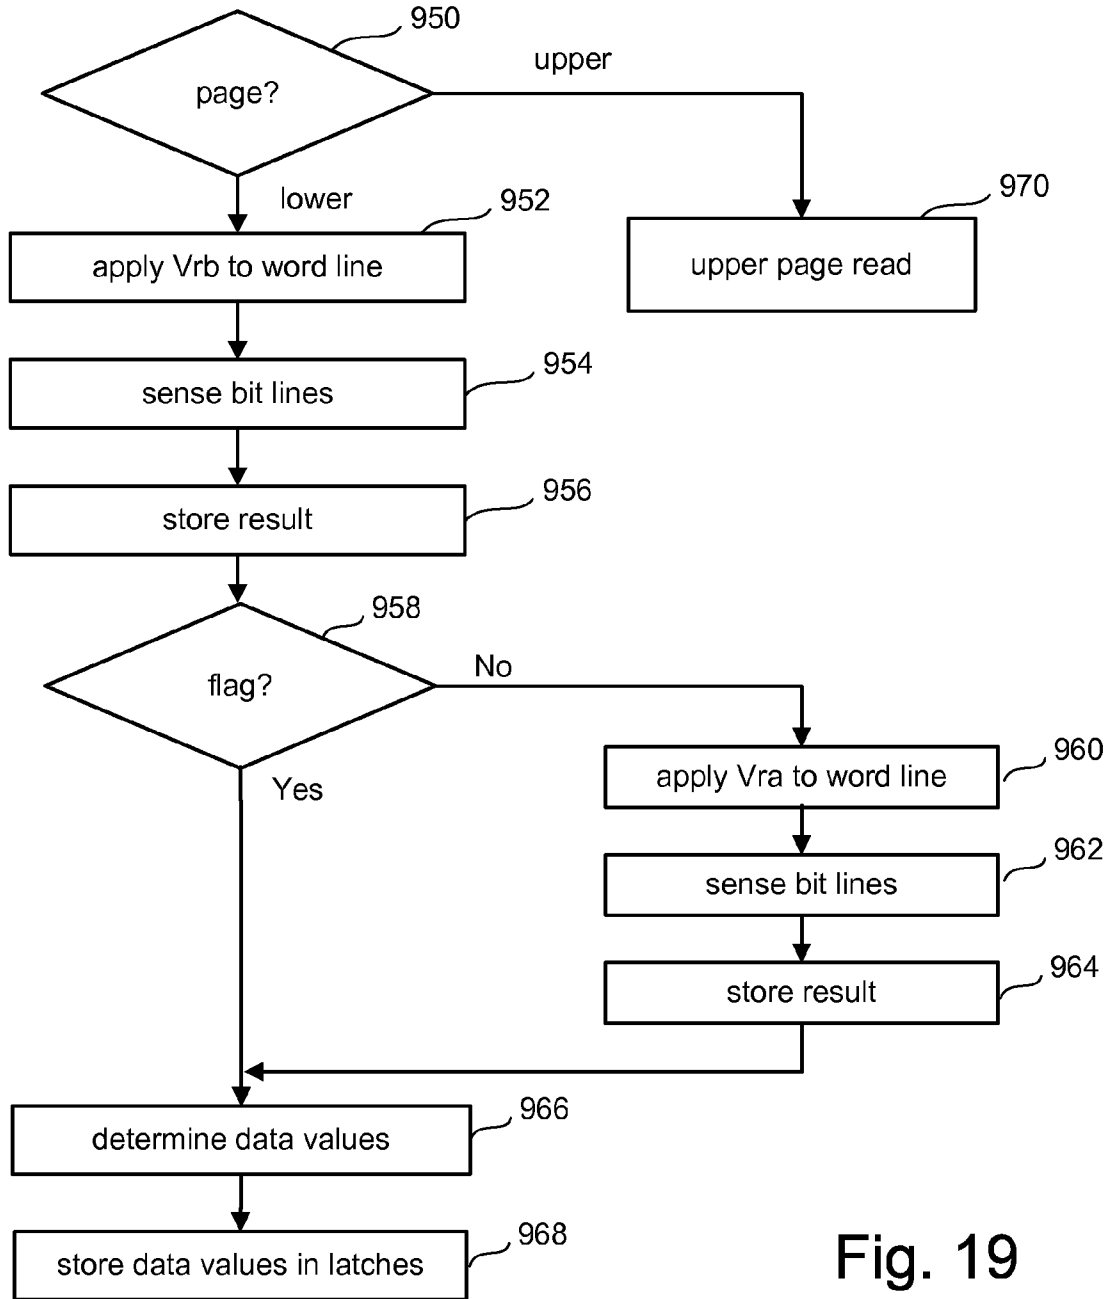 950
page?
upper
lower
952
970
apply Vrb to word line
upper page read
954
sense bit lines
956
store result
958
flag?
No
Yes
960
apply Vra to word line
962
sense bit lines
964
store result
966
determine data values
968
store data values in latches
Fig. 19